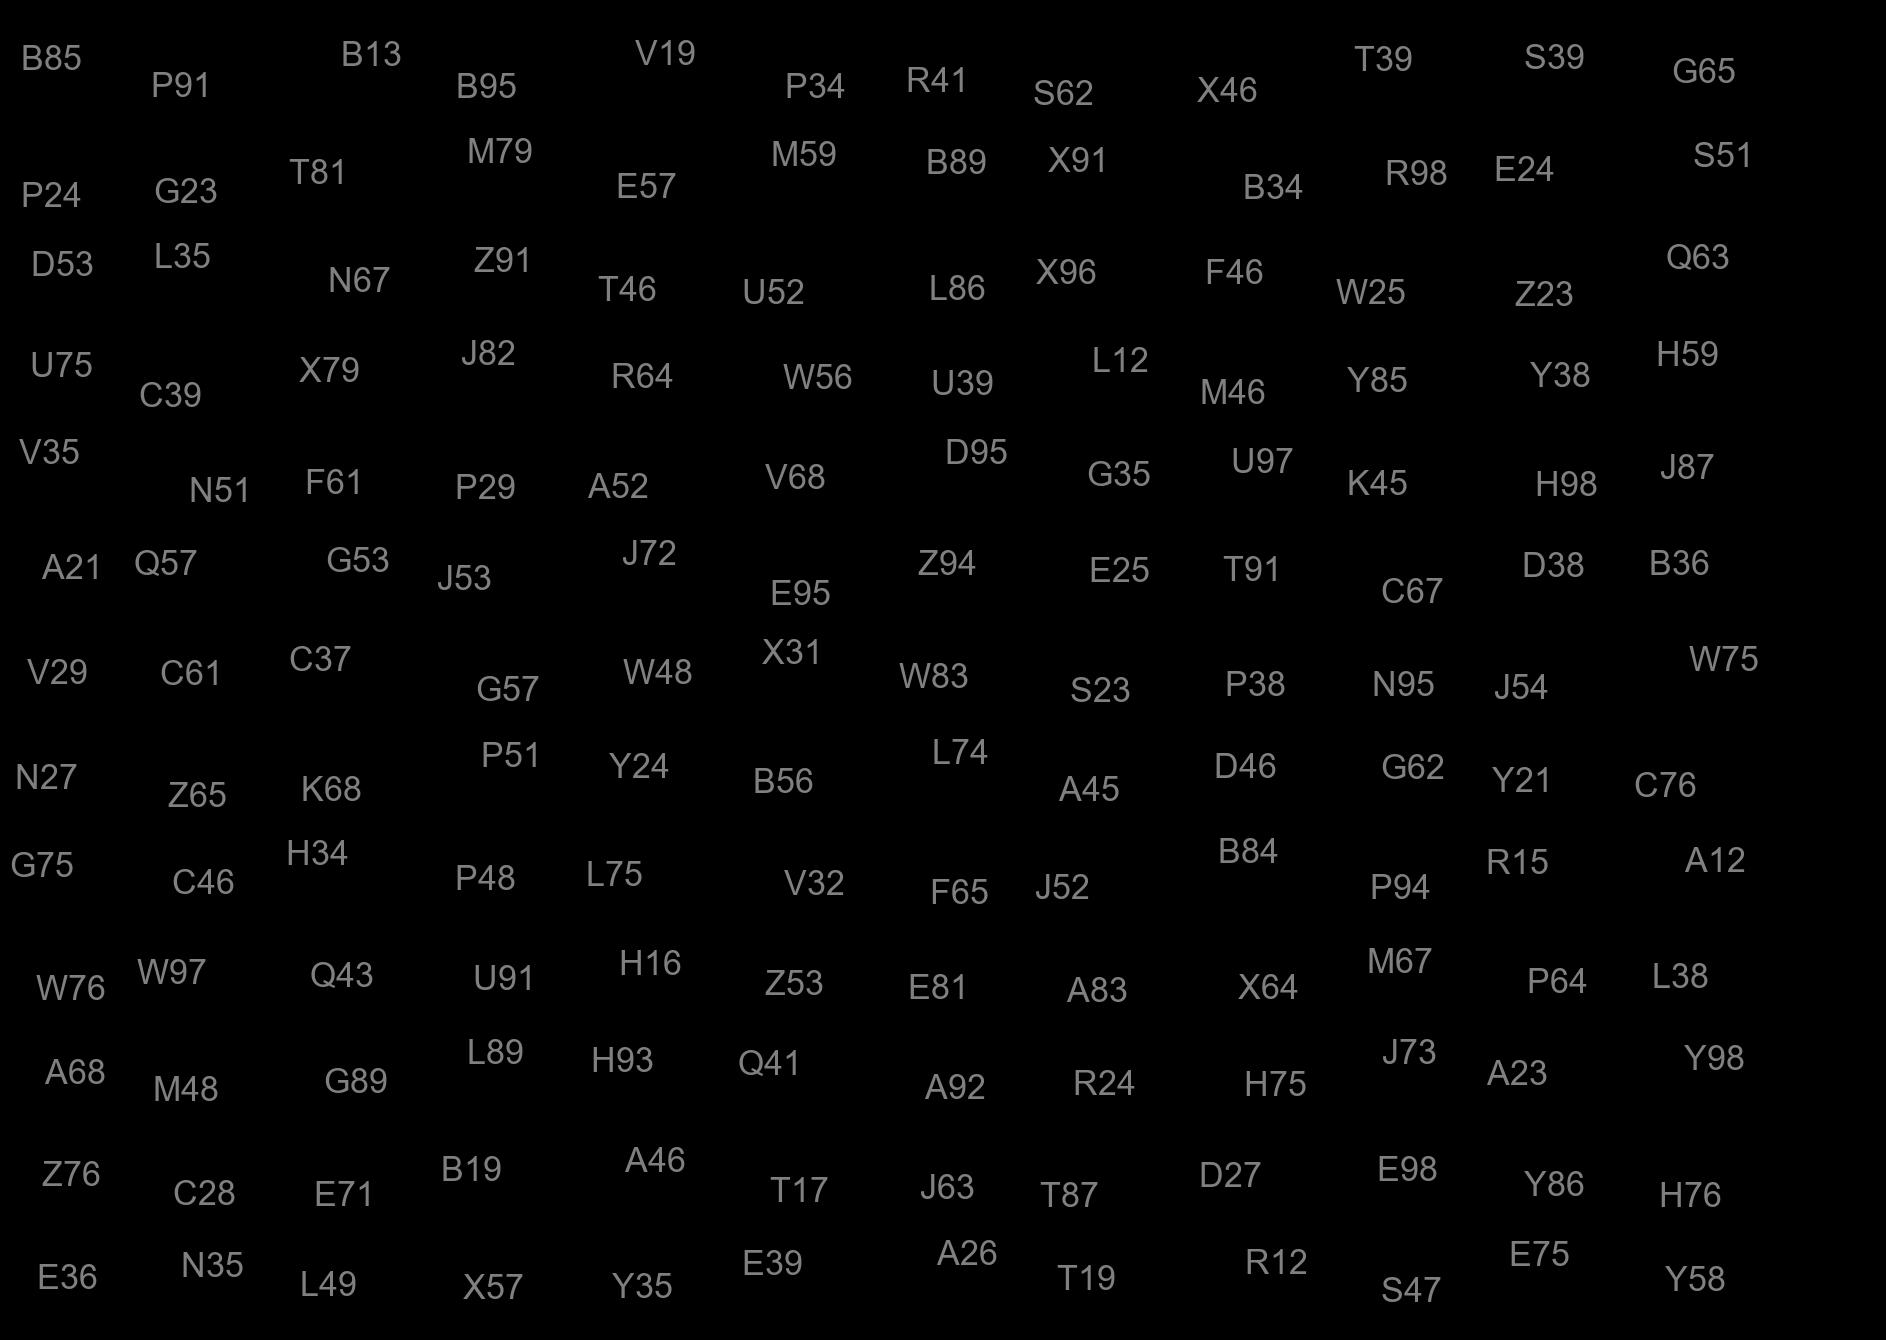 B85 P91 B13 B95 V19 P34 R41 S62 X46 T39 S39 G65
P24 G23 T81 M79 E57 M59 B89 X91 B34 R98 E24 S51
D53 L35 N67 Z91 T46 U52 L86 X96 F46 W25 Z23 Q63
U75 C39 X79 J82 R64 W56 U39 L12 M46 Y85 Y38 H59
V35 N51 F61 P29 A52 V68 D95 G35 U97 K45 H98 J87
A21 Q57 G53 J53 J72 E95 Z94 E25 T91 C67 D38 B36
V29 C61 C37 G57 W48 X31 W83 S23 P38 N95 J54 W75
N27 Z65 K68 P51 Y24 B56 L74 A45 D46 G62 Y21 C76
G75 C46 H34 P48 L75 V32 F65 J52 B84 P94 R15 A12
W76 W97 Q43 U91 H16 Z53 E81 A83 X64 M67 P64 L38
A68 M48 G89 L89 H93 Q41 A92 R24 H75 J73 A23 Y98
Z76 C28 E71 B19 A46 T17 J63 T87 D27 E98 Y86 H76
E36 N35 L49 X57 Y35 E39 A26 T19 R12 S47 E75 Y58